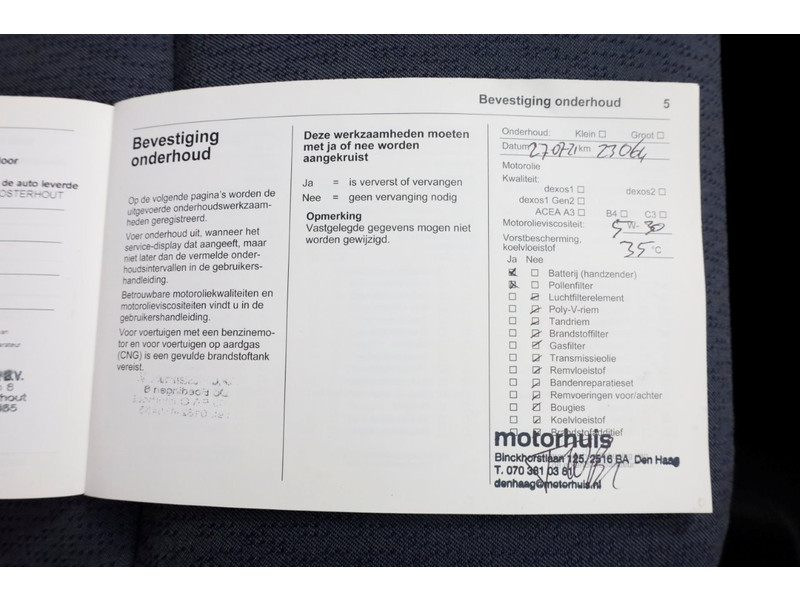 Bevestiging onderhoud 5
de auto leverde
OSTERHOUT
B.V.
Bevestiging
onderhoud
Op de volgende pagina's worden de
uitgevoerde onderhoudswerkzaam-
heden geregistreerd.
Voer onderhoud uit, wanneer het
service-display dat aangeeft, maar
niet later dan de vermelde onder-
houdsintervallen in de gebruikers-
handleiding.
Betrouwbare motoroliekwaliteiten en
motorolieviscositeiten vindt u in de
gebruikershandleiding.
Voor voertuigen met een benzinemo-
tor en voor voertuigen op aardgas
(CNG) is een gevulde brandstoftank
vereist.
Deze werkzaamheden moeten
met ja of nee worden
aangekruist
Ja = is ververst of vervangen
Nee = geen vervanging nodig
Opmerking
Vastgelegde gegevens mogen niet
worden gewijzigd.
Onderhoud: Klein ☐ Groot ☐
Datum 27-07-21 km 23064
Motorolie
Kwaliteit:
dexos1 ☐ dexos2 ☐
dexos1 Gen2 ☐
ACEA A3 ☐ B4 ☐ C3 ☐
Motorolieviscositeit: 5 W- 30
Vorstbescherming,
koelvloeistof 35 °C
Ja Nee
Batterij (handzender)
Pollenfilter
Luchtfilterelement
Poly-V-riem
Tandriem
Brandstoffilter
Gasfilter
Transmissieolie
Remvloeistof
Bandenreparatieset
Remvoeringen voor/achter
Bougies
Koelvloeistof
Brandstofadditief
motorhuis
Binckhorstlaan 125, 2516 BA Den Haag
T. 070 381 03 81
denhaag@motorhuis.nl